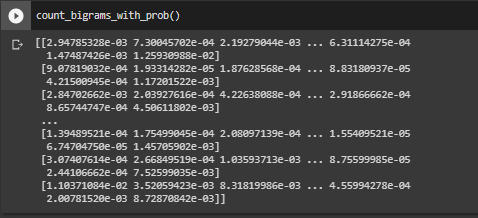 count_bigrams_with_prob()
[[2.94785328e-03 7.30045702e-04 2.19279044e-03 ... 6.31114275e-04
1.47487426e-03 1.25930988e-02]
[9.07819032e-04 1.93314282e-05 1.87628568e-04 ... 8.83180937e-05
4.21500945e-04 1.17201522e-03]
[2.84702662e-03 2.03927616e-04 4.22638088e-04 ... 2.91866662e-04
8.65744747e-04 4.50611802e-03]
...
[1.39489521e-04 1.75499045e-04 2.08097139e-04 ... 1.55409521e-05
6.74704750e-05 1.45705902e-03]
[3.07407614e-04 2.66849519e-04 1.03593713e-03 ... 8.75599985e-05
2.44106662e-04 7.52599035e-03]
[1.10371084e-02 3.52059423e-03 8.31819986e-03 ... 4.55994278e-04
2.00781520e-03 8.72870842e-03]]